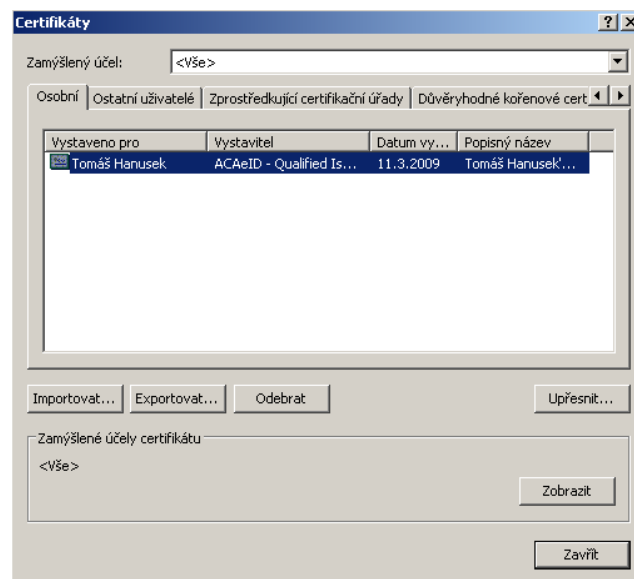 Certifikáty
Zamýšlený účel: <Vše>
Osobní Ostatní uživatelé Zprostředkující certifikační úřady Důvěryhodné kořenové cert
Vystaveno pro Vystavitel Datum vy... Popisný název
Tomáš Hanusek ACAeID - Qualified Is... 11.3.2009 Tomáš Hanusek'...
Importovat... Exportovat... Odebrat Upřesnit...
Zamýšlené účely certifikátu
<Vše>
Zobrazit
Zavřít